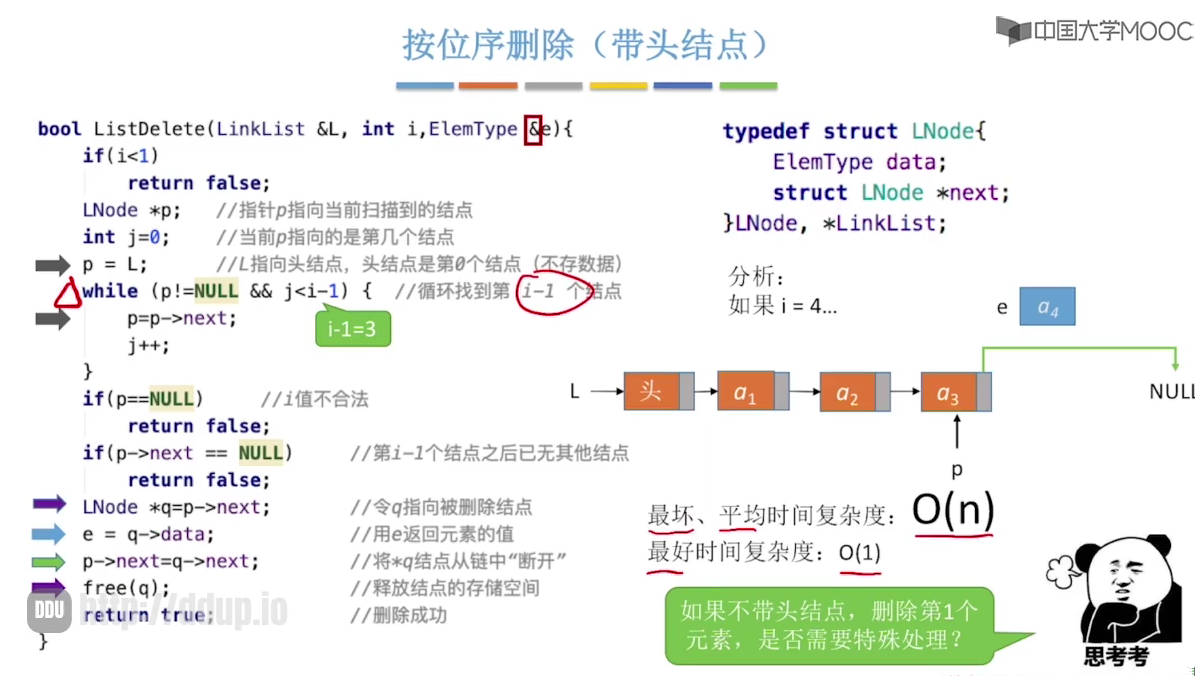 按位序删除（带头结点）
中国大学MOOC
bool ListDelete(LinkList &L, int i,ElemType &e){
if(i<1)
return false;
LNode *p; //指针p指向当前扫描到的结点
int j=0; //当前p指向的是第几个结点
p = L; //L指向头结点，头结点是第0个结点（不存数据）
while (p!=NULL && j<i-1) { //循环找到第 i-1 个结点
p=p->next;
i-1=3
j++;
}
if(p==NULL) //i值不合法
return false;
if(p->next == NULL) //第i-1个结点之后已无其他结点
return false;
LNode *q=p->next; //令q指向被删除结点
e = q->data; //用e返回元素的值
p->next=q->next; //将*q结点从链中“断开”
free(q); //释放结点的存储空间
return true; //删除成功
}
DDU http://ddup.io
typedef struct LNode{
ElemType data;
struct LNode *next;
}LNode, *LinkList;
分析：
如果 i = 4…
e a4
L 头 a1 a2 a3 NULL
p
最坏、平均时间复杂度：O(n)
最好时间复杂度：O(1)
如果不带头结点，删除第1个
元素，是否需要特殊处理？
思考考